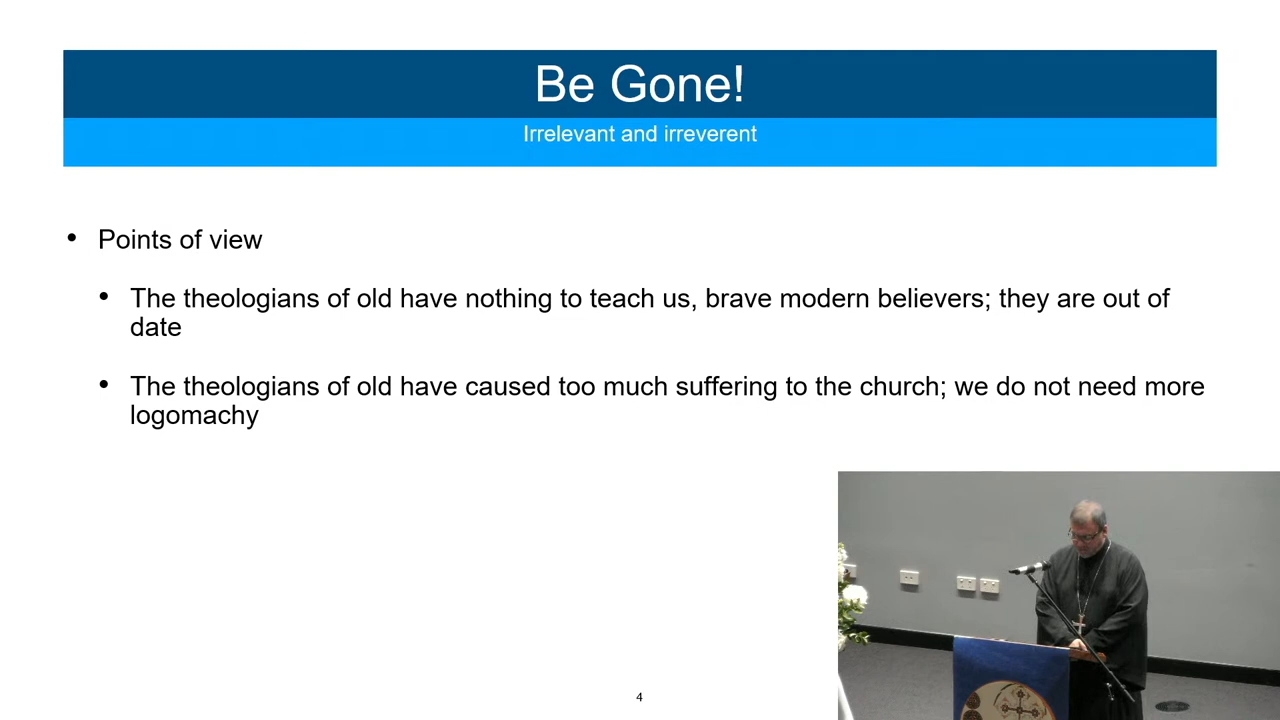 Be Gone!
Irrelevant and irreverent
• Points of view
• The theologians of old have nothing to teach us, brave modern believers; they are out of
date
• The theologians of old have caused too much suffering to the church; we do not need more
logomachy
4